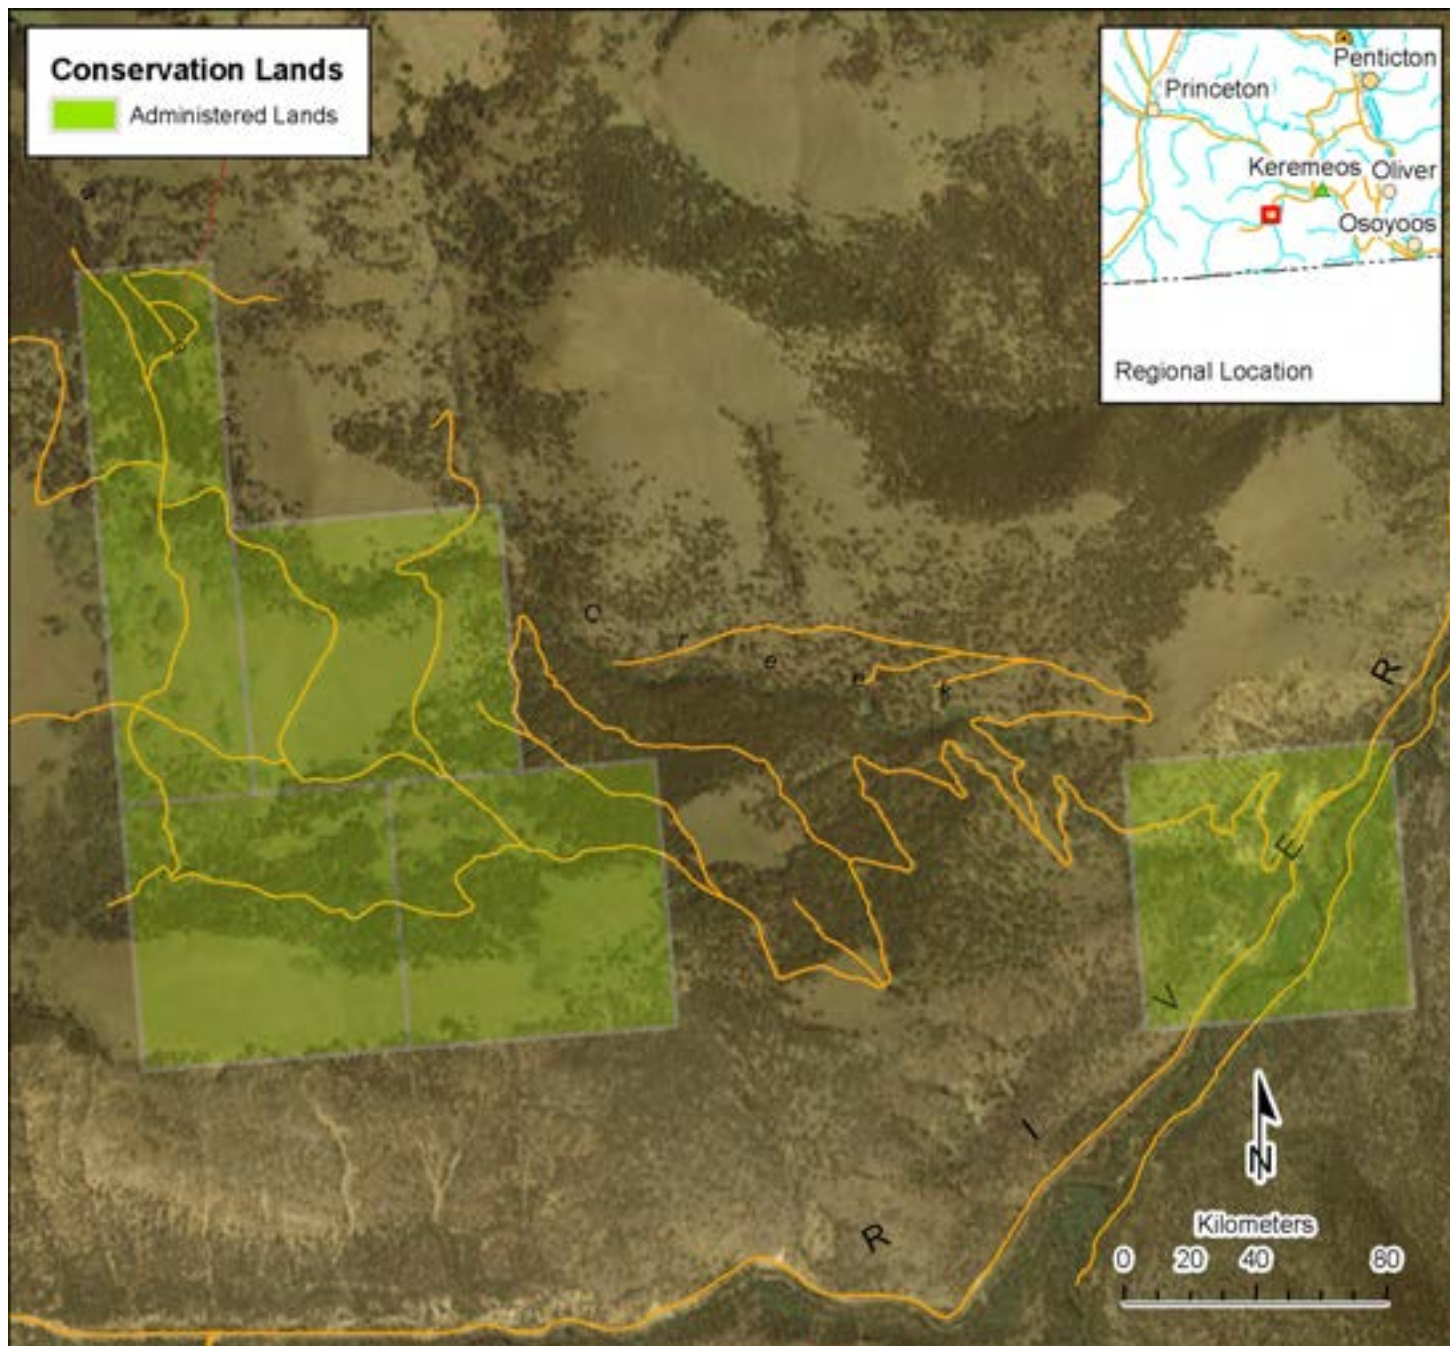 Conservation Lands
Administered Lands
Penticton
Princeton
Keremeos
Oliver
Osoyoos
Regional Location
C r e e k
R I V E R
N
Kilometers
0 20 40 80